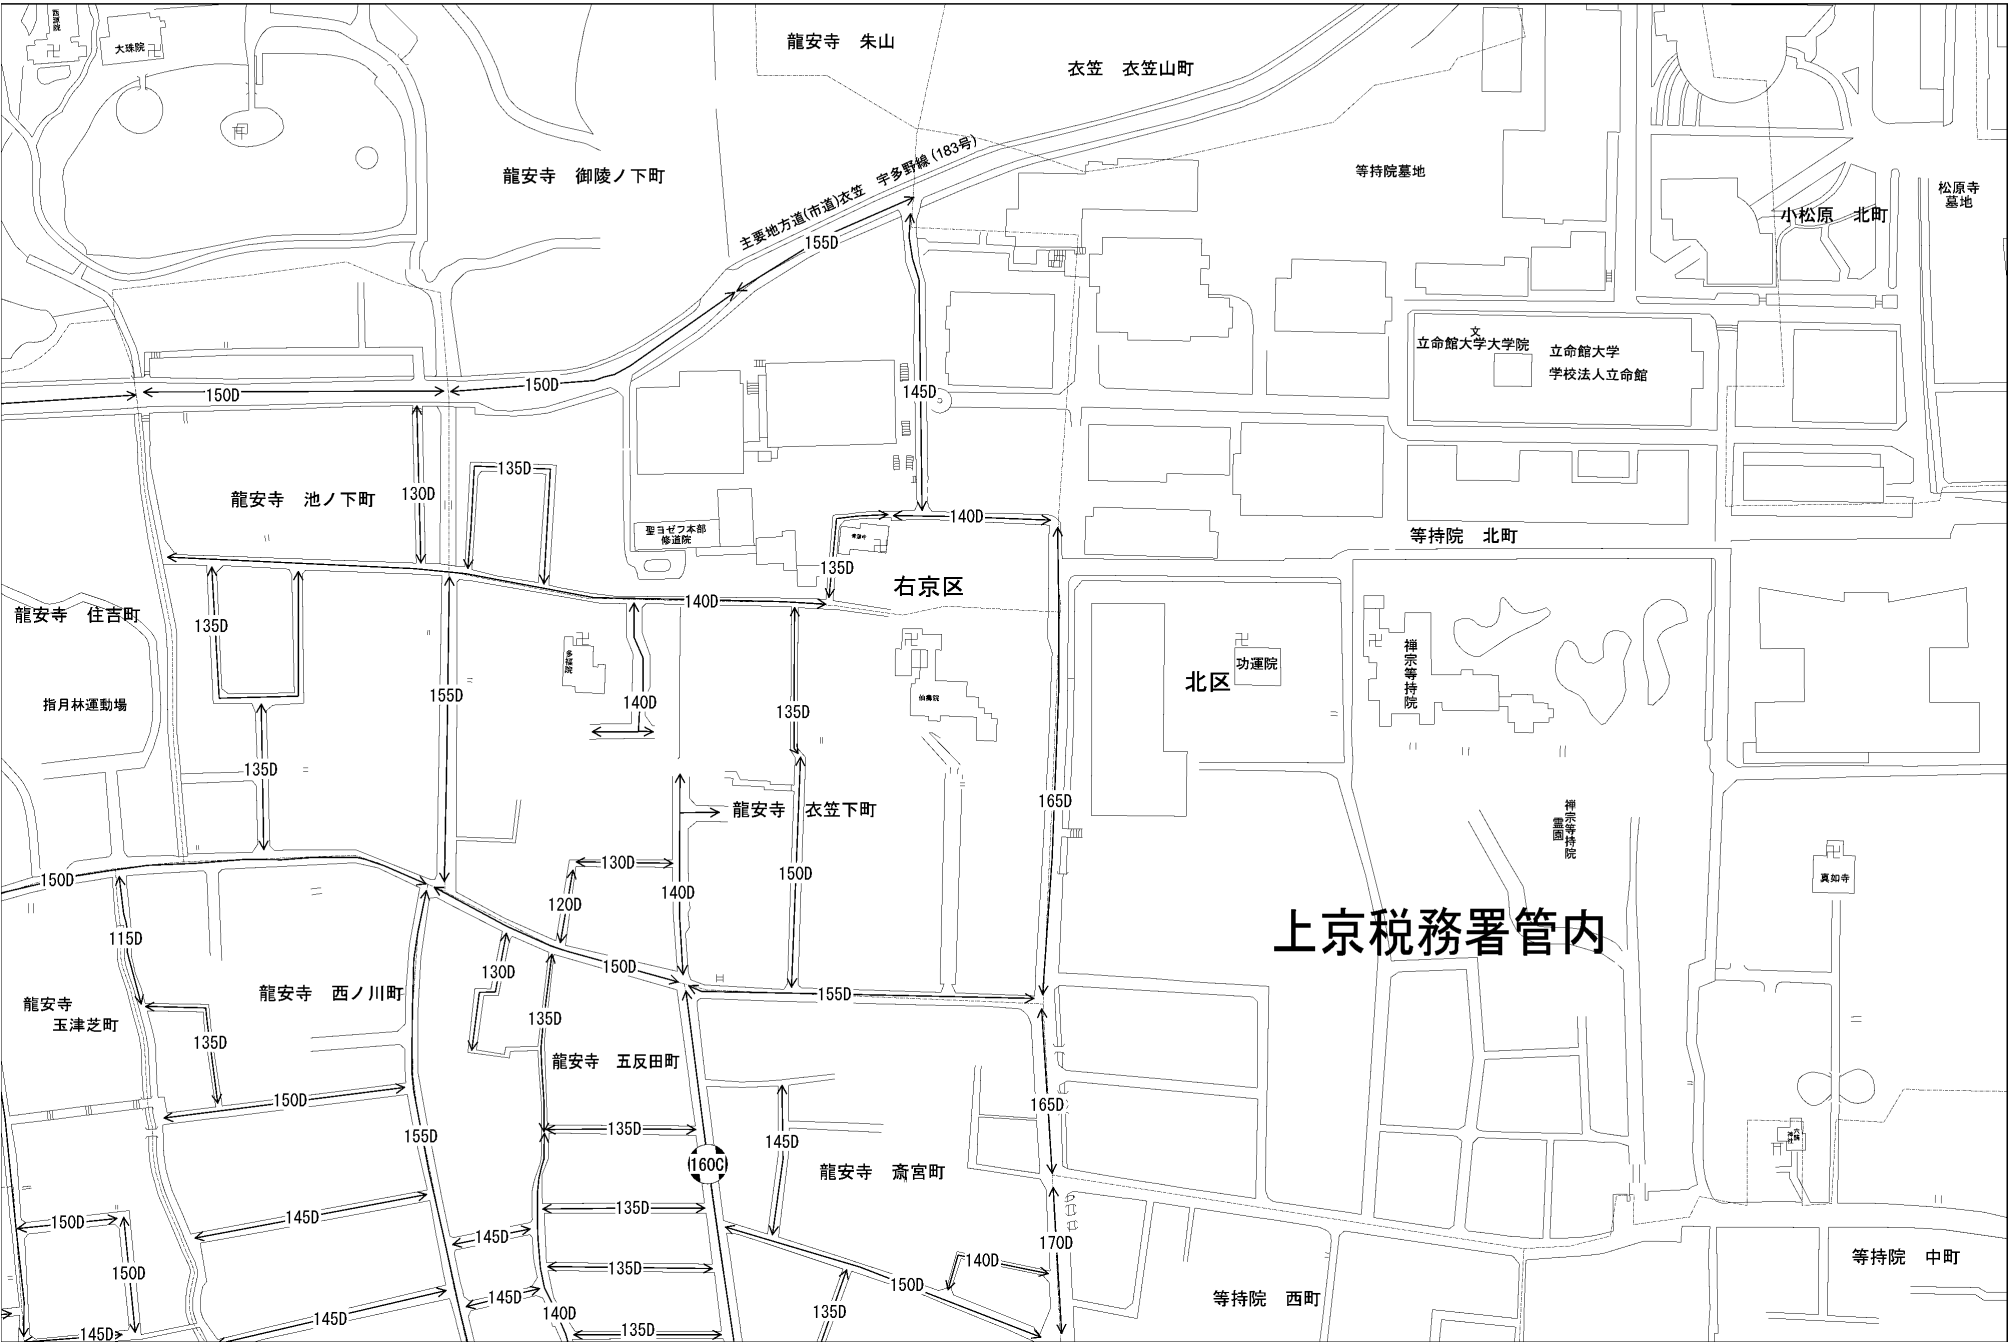 西源院
大珠院
龍安寺　朱山
衣笠　衣笠山町
龍安寺　御陵ノ下町
主要地方道(市道)衣笠　宇多野線(183号)
155D
等持院墓地
松原寺
墓地
小松原　北町
文
立命館大学大学院
立命館大学
学校法人立命館
150D
150D
145D
135D
130D
龍安寺　池ノ下町
聖ヨゼフ本部
修道院
140D
135D
等持院　北町
右京区
140D
龍安寺　住吉町
135D
多福院
禅宗等持院
功運院
北区
155D
140D
135D
指月林運動場
135D
165D
龍安寺　衣笠下町
禅宗等持院
霊園
150D
130D
140D
150D
120D
真如寺
上京税務署管内
115D
130D
150D
155D
龍安寺　西ノ川町
龍安寺
玉津芝町
135D
135D
龍安寺　五反田町
150D
165D
155D
135D
145D
160C
龍安寺　斎宮町
六請
神社
150D
145D
135D
145D
170D
等持院　中町
150D
135D
140D
150D
145D
140D
135D
等持院　西町
145D
145D
135D